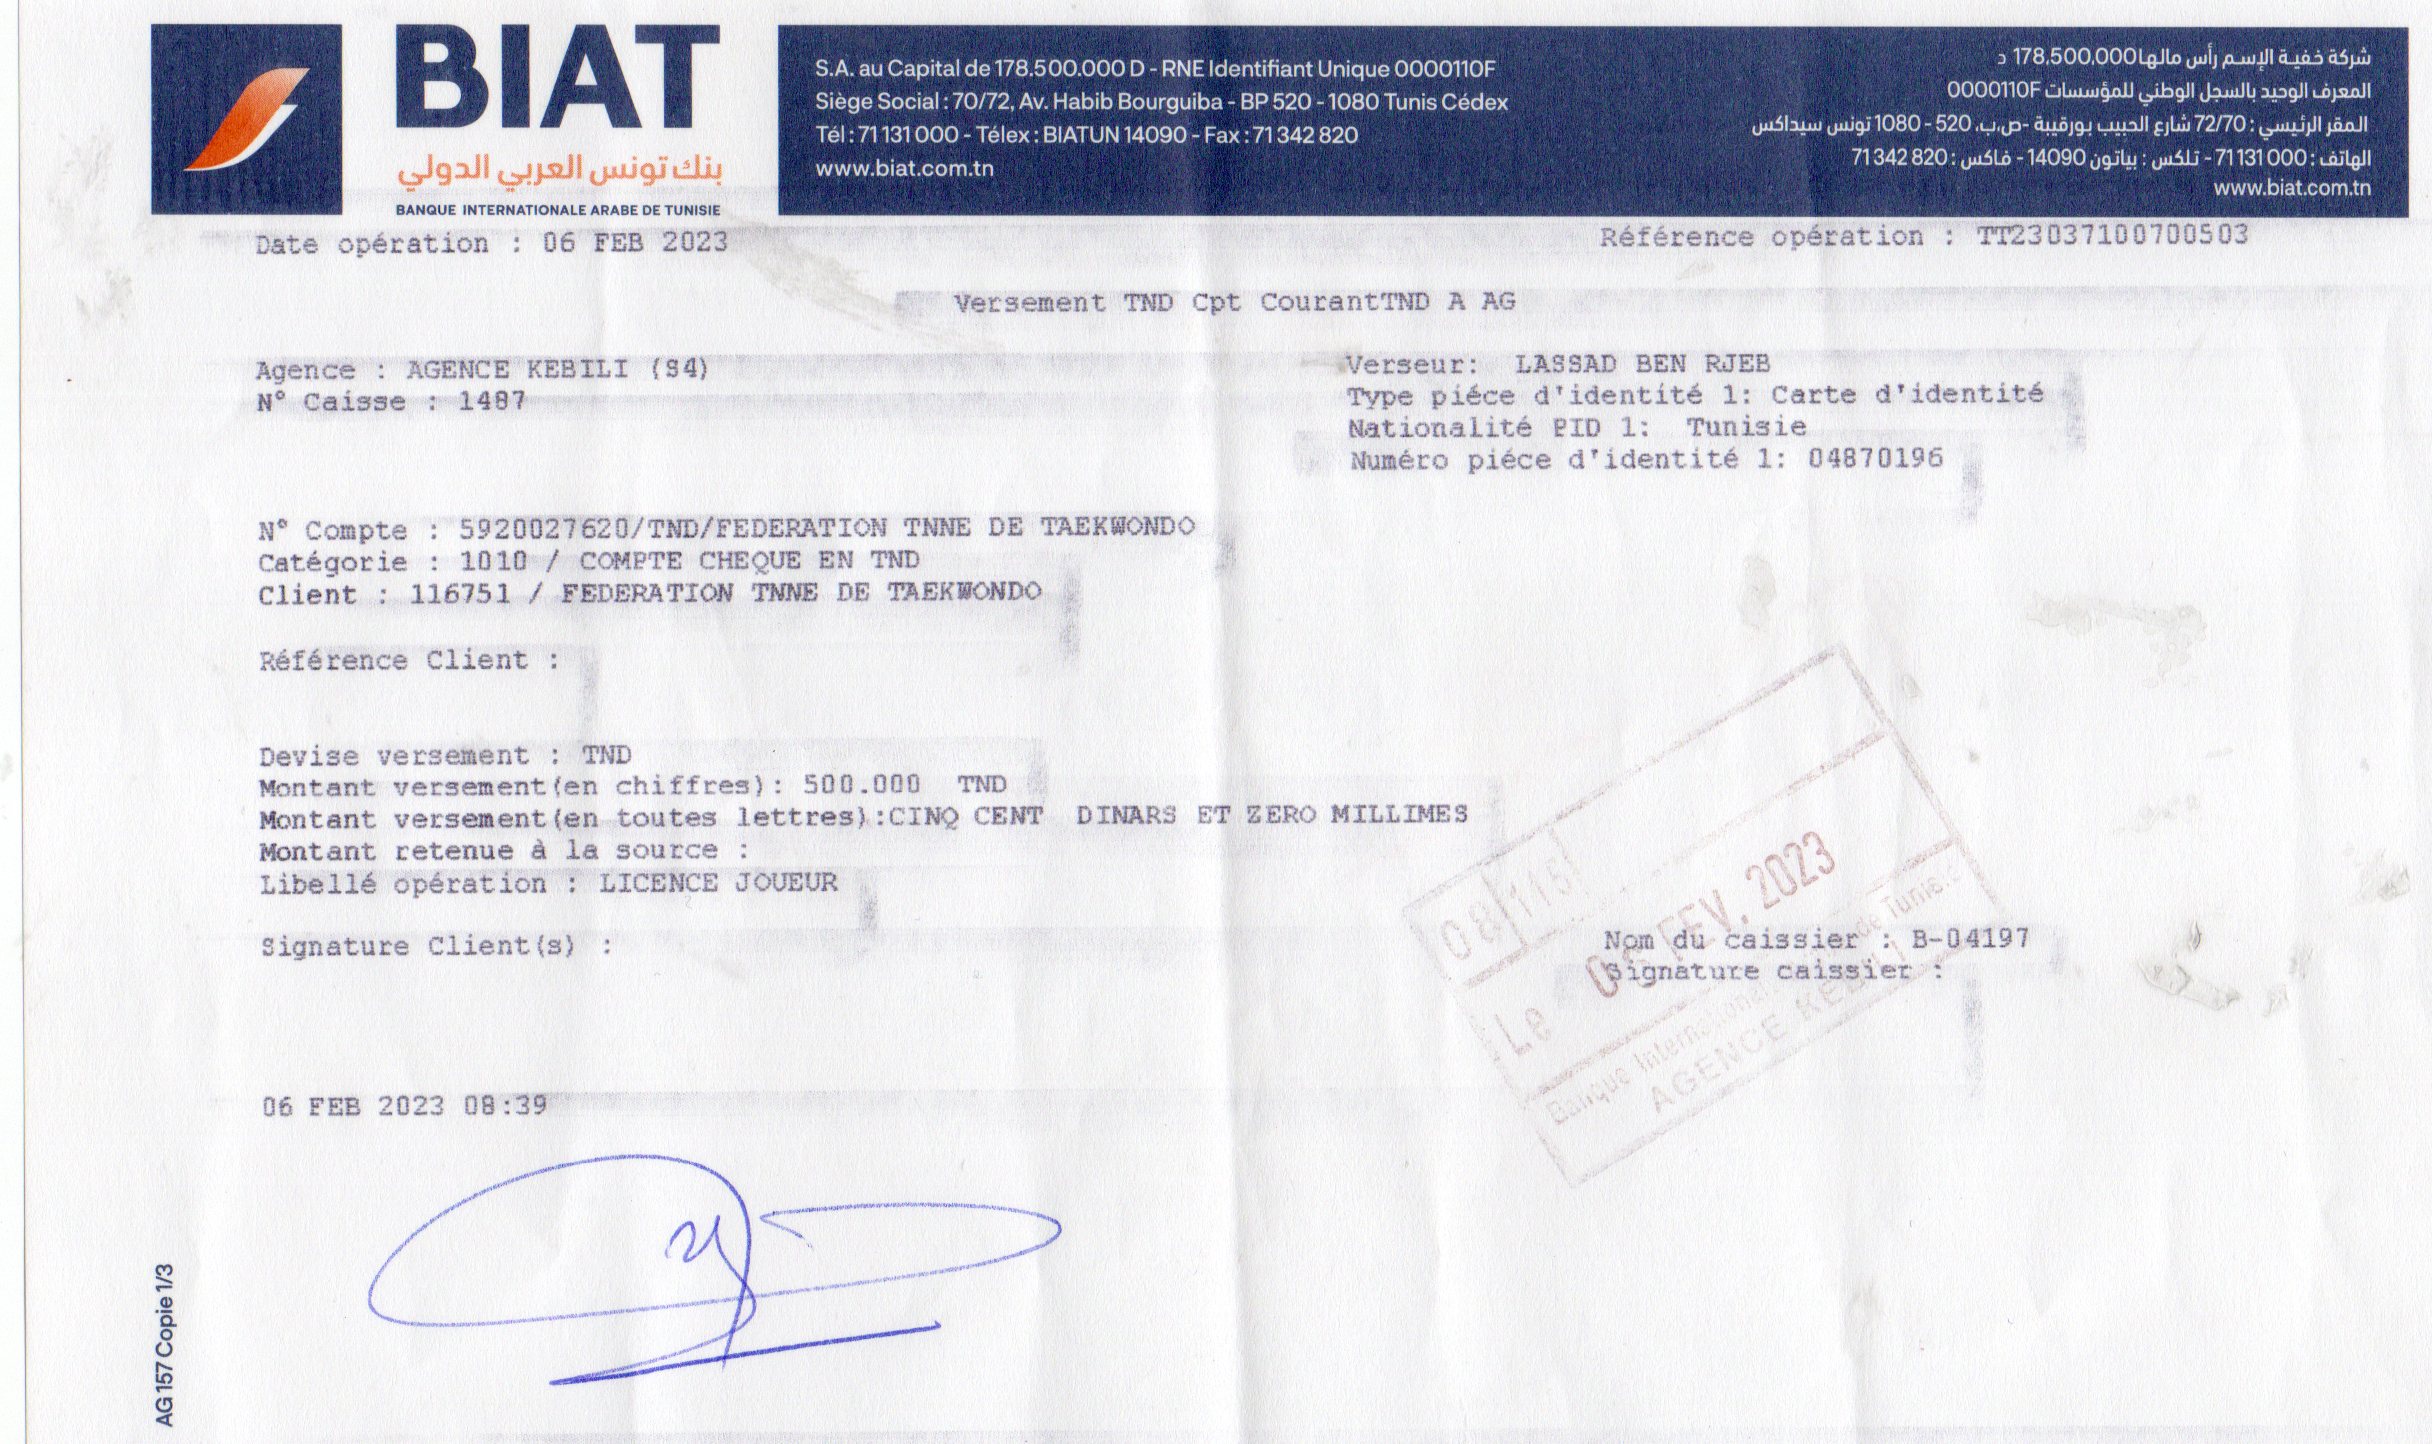 BIAT
بنك تونس العربي الدولي
BANQUE INTERNATIONALE ARABE DE TUNISIE
S.A. au Capital de 178.500.000 D - RNE Identifiant Unique 0000110F
Siège Social : 70/72, Av. Habib Bourguiba - BP 520 - 1080 Tunis Cédex
Tél : 71 131 000 - Télex : BIATUN 14090 - Fax : 71 342 820
www.biat.com.tn
شركة خفية الإسم رأس مالها 178,500,000 د
المعرف الوحيد بالسجل الوطني للمؤسسات 0000110F
المقر الرئيسي : 72/70 شارع الحبيب بورقيبة -ص.ب. 520 - 1080 تونس سيداكس
الهاتف : 71 131 000 - تلكس : بياتون 14090 - فاكس : 71 342 820
www.biat.com.tn
Date opération : 06 FEB 2023
Référence opération : TT23037100700503
Versement TND Cpt CourantTND A AG
Agence : AGENCE KEBILI (S4)
N° Caisse : 1487
Verseur: LASSAD BEN RJEB
Type piéce d'identité 1: Carte d'identité
Nationalité PID 1: Tunisie
Numéro piéce d'identité 1: 04870196
N° Compte : 5920027620/TND/FEDERATION TNNE DE TAEKWONDO
Catégorie : 1010 / COMPTE CHEQUE EN TND
Client : 116751 / FEDERATION TNNE DE TAEKWONDO
Référence Client :
Devise versement : TND
Montant versement(en chiffres): 500.000 TND
Montant versement(en toutes lettres):CINQ CENT DINARS ET ZERO MILLIMES
Montant retenue à la source :
Libellé opération : LICENCE JOUEUR
Signature Client(s) :
Nom du caissier : B-04197
Signature caissier :
08 116
Le 06 FEV. 2023
Banque Internationale de Tunisie
AGENCE KEBILI
06 FEB 2023 08:39
AG 157 Copie 1/3